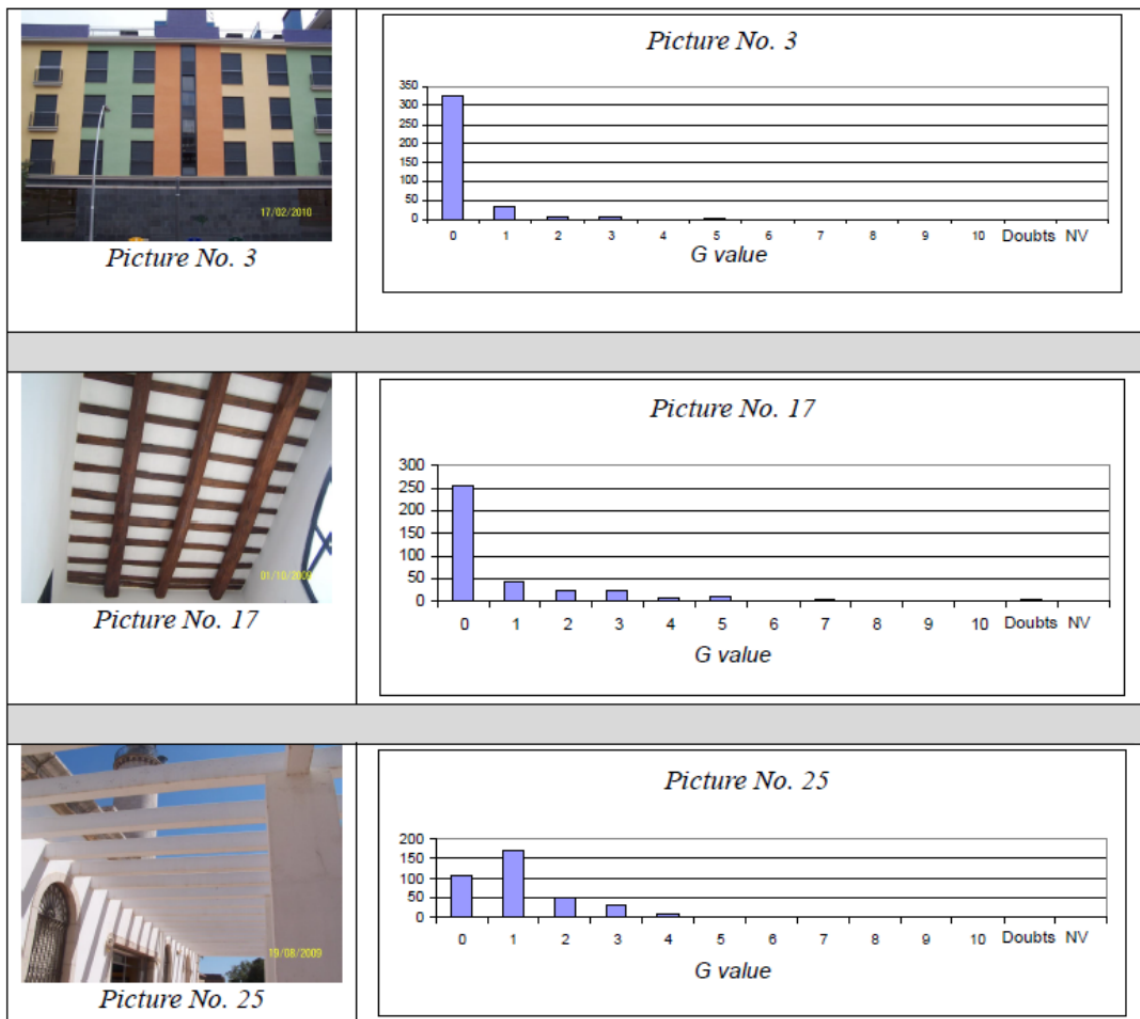 Picture No. 3
350
300
250
200
150
100
50
0
0 1 2 3 4 5 6 7 8 9 10 Doubts NV
G value
17/02/2010
Picture No. 3
Picture No. 17
300
250
200
150
100
50
0
0 1 2 3 4 5 6 7 8 9 10 Doubts NV
G value
01/10/2009
Picture No. 17
Picture No. 25
200
150
100
50
0
0 1 2 3 4 5 6 7 8 9 10 Doubts NV
G value
19/08/2009
Picture No. 25